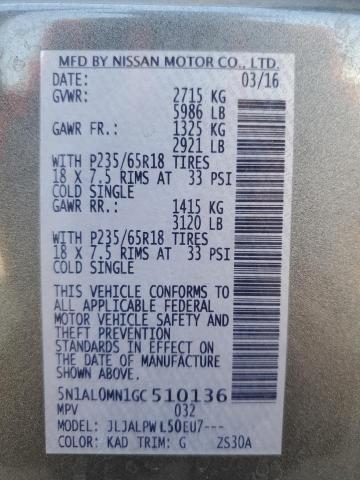 MFD BY NISSAN MOTOR CO., LTD.
DATE: 03/16
GVWR: 2715 KG
5986 LB
GAWR FR.: 1325 KG
2921 LB
WITH P235/65R18 TIRES
18 X 7.5 RIMS AT 33 PSI
COLD SINGLE
GAWR RR.: 1415 KG
3120 LB
WITH P235/65R18 TIRES
18 X 7.5 RIMS AT 33 PSI
COLD SINGLE
THIS VEHICLE CONFORMS TO
ALL APPLICABLE FEDERAL
MOTOR VEHICLE SAFETY AND
THEFT PREVENTION
STANDARDS IN EFFECT ON
THE DATE OF MANUFACTURE
SHOWN ABOVE.
5N1AL0MN1GC510136
MPV 032
MODEL: JLJALPWL50EU7---
COLOR: KAD TRIM: G ZS30A